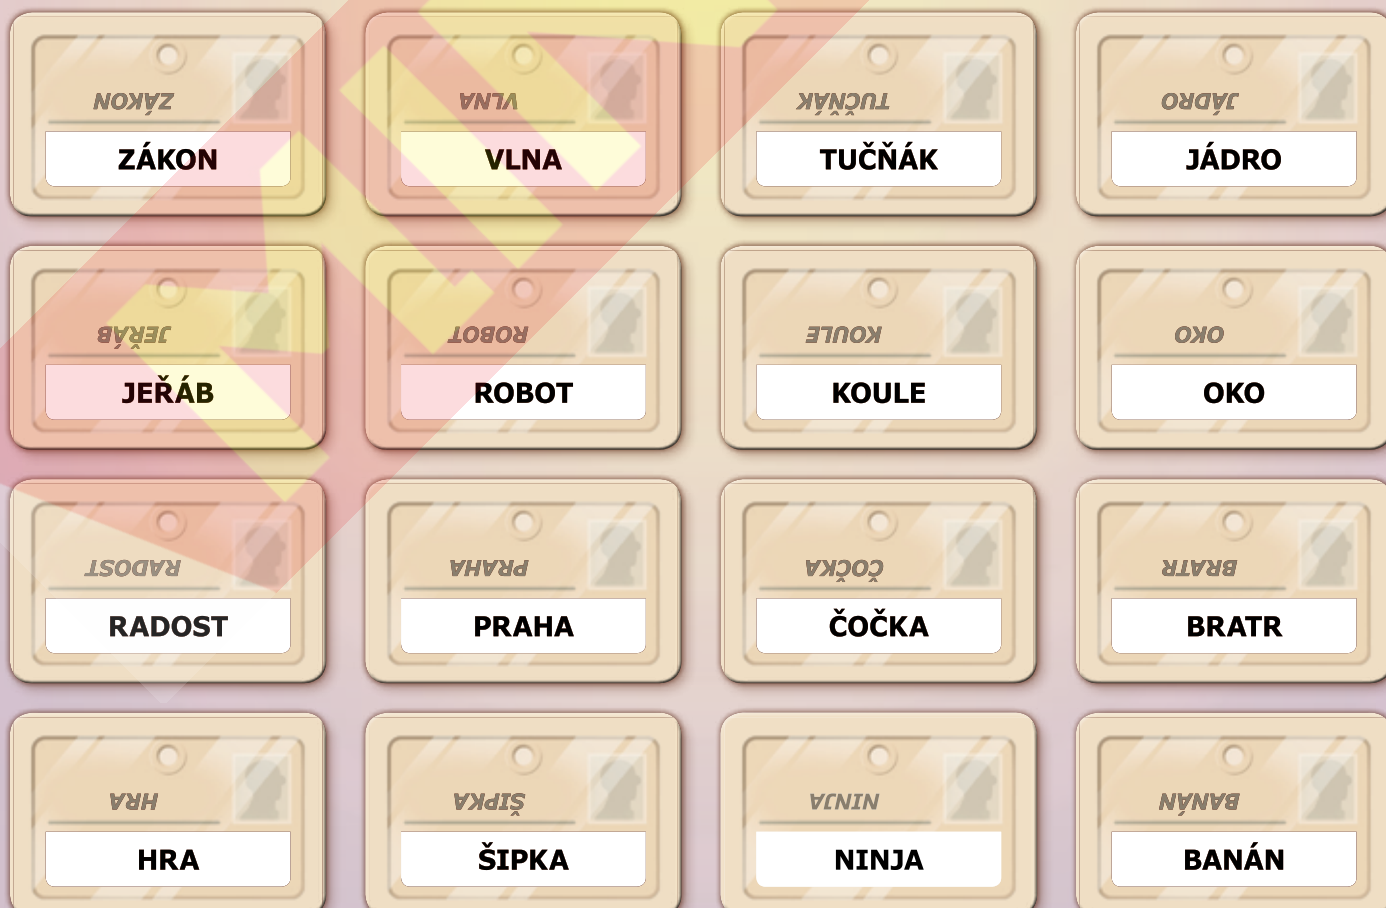 ZÁKON VLNA TUČŇÁK JÁDRO
ZÁKON VLNA TUČŇÁK JÁDRO
JEŘÁB ROBOT KOULE OKO
JEŘÁB ROBOT KOULE OKO
RADOST PRAHA ČOČKA BRATR
RADOST PRAHA ČOČKA BRATR
HRA ŠIPKA NINJA BANÁN
HRA ŠIPKA NINJA BANÁN